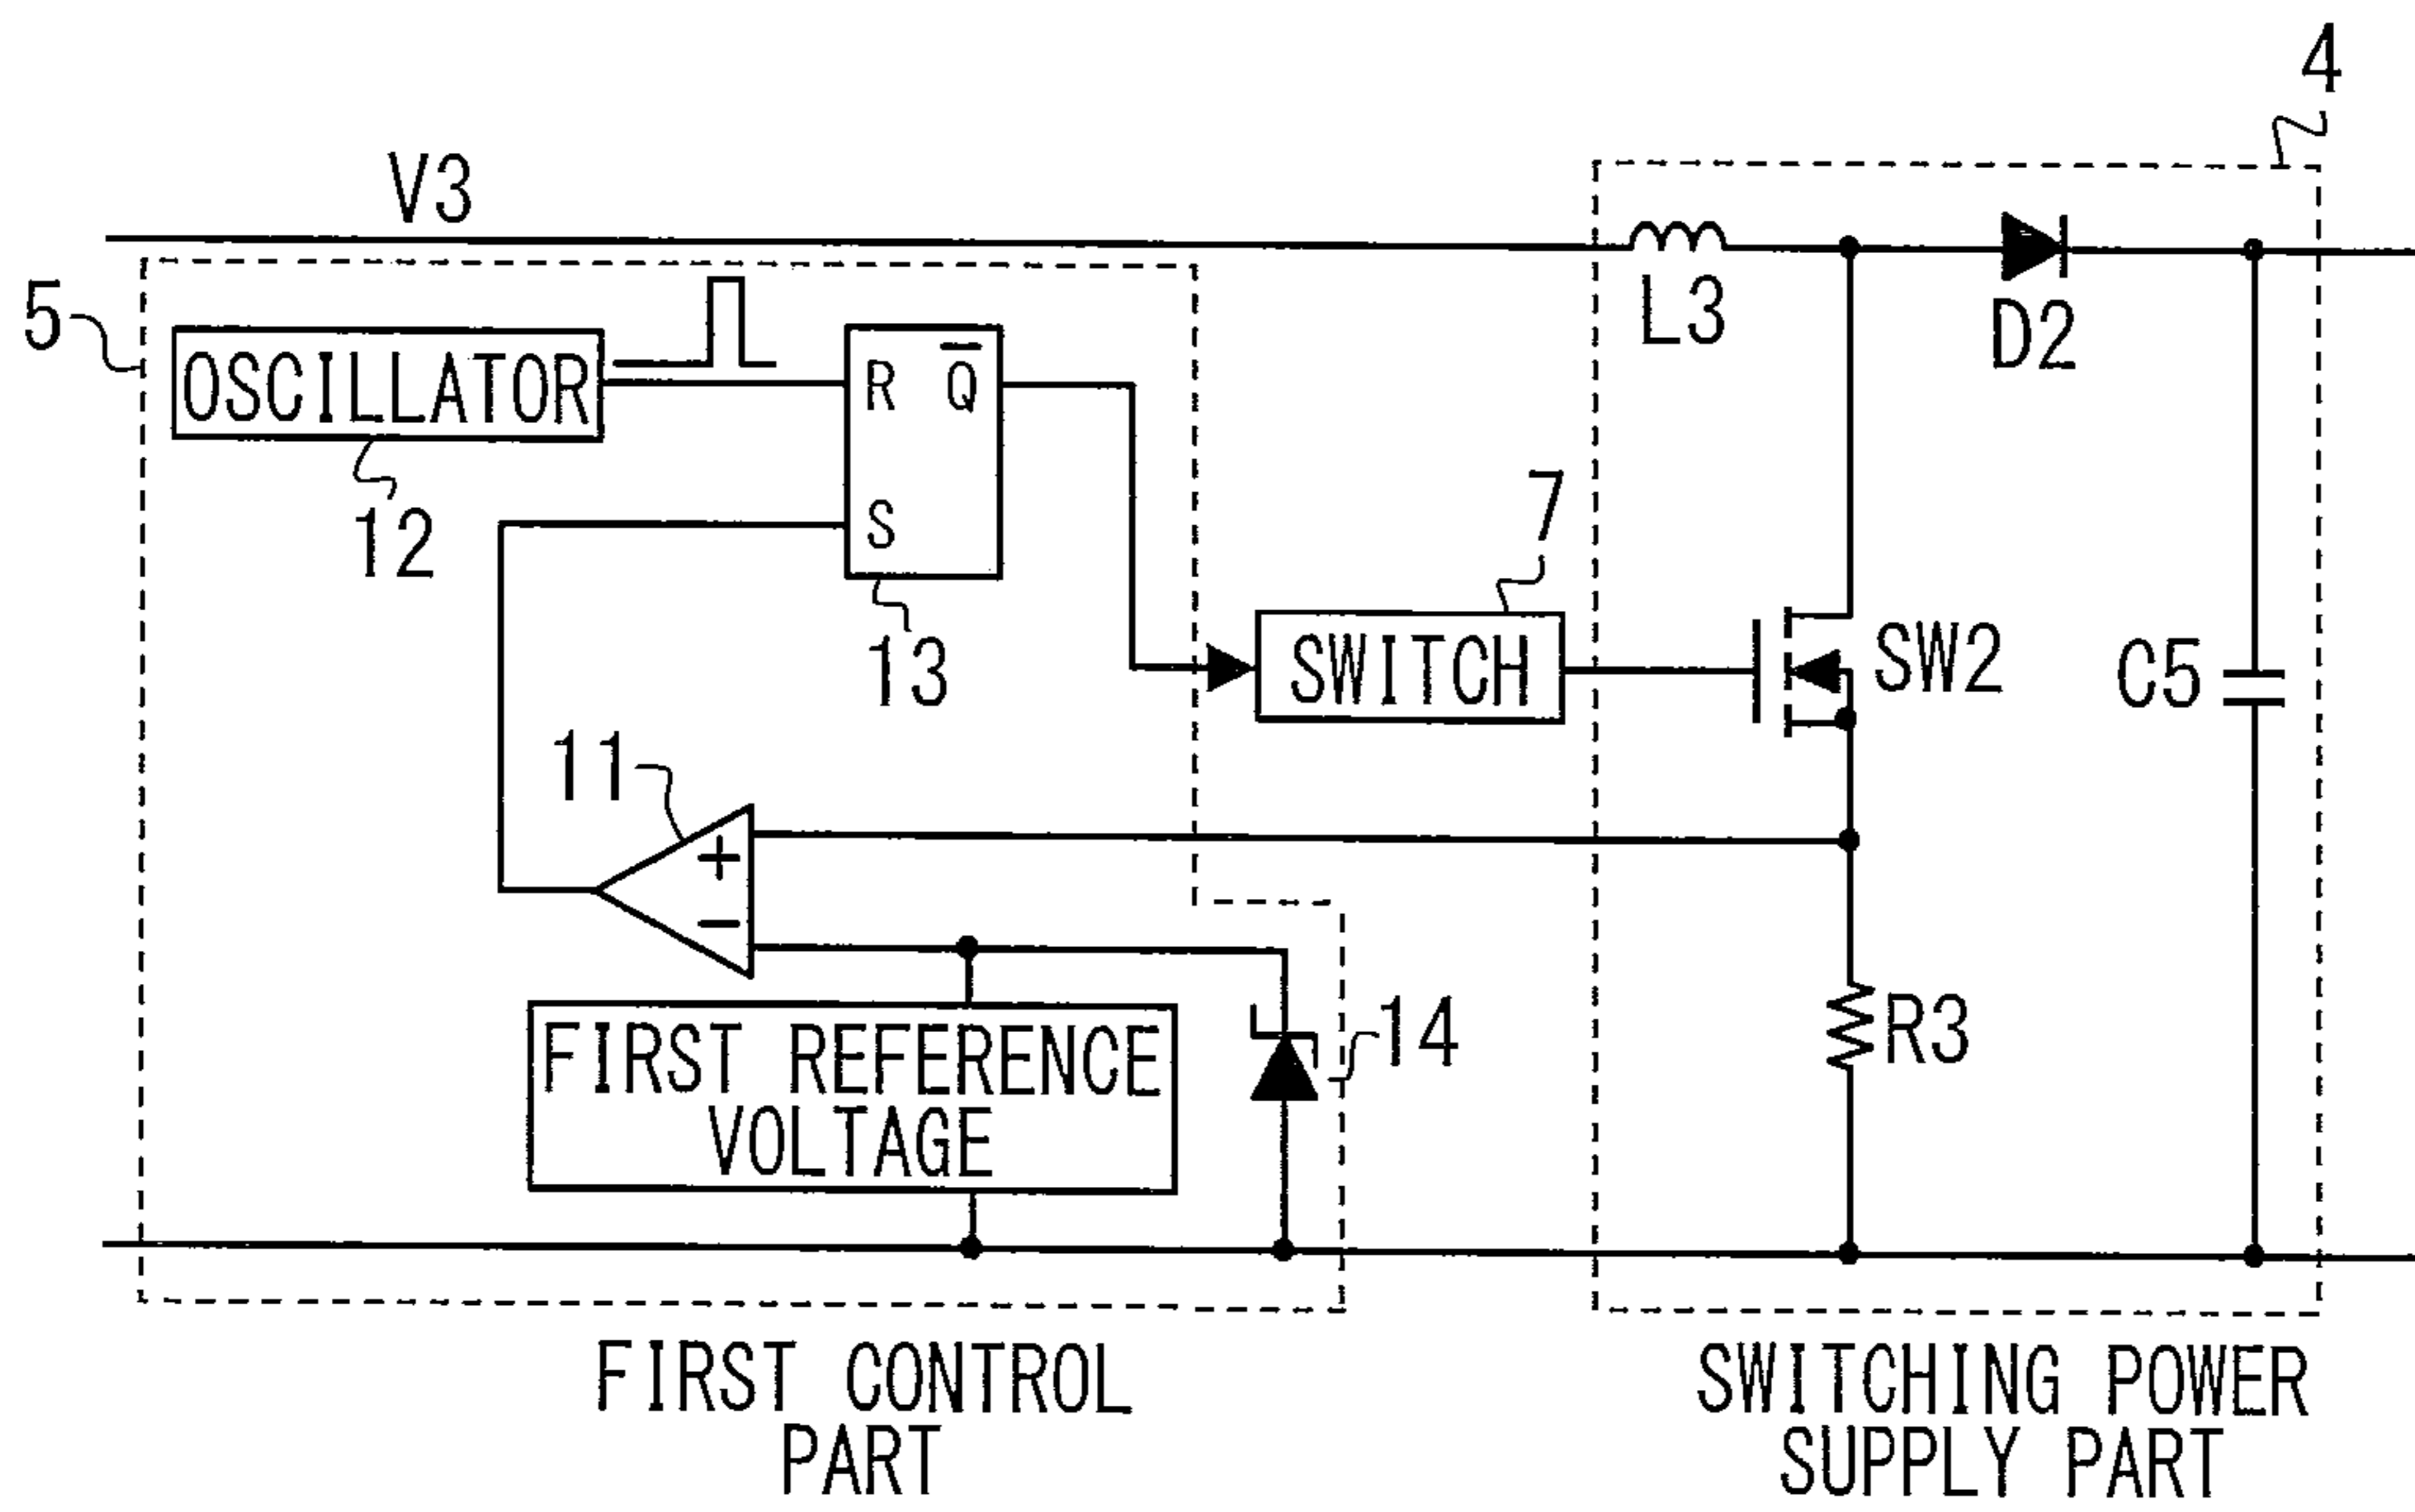 4
V3
5
OSCILLATOR
R Q̅
L3
D2
12
S
7
13
SWITCH
SW2
C5
11
+
−
FIRST REFERENCE
VOLTAGE
14
R3
FIRST CONTROL
PART
SWITCHING POWER
SUPPLY PART